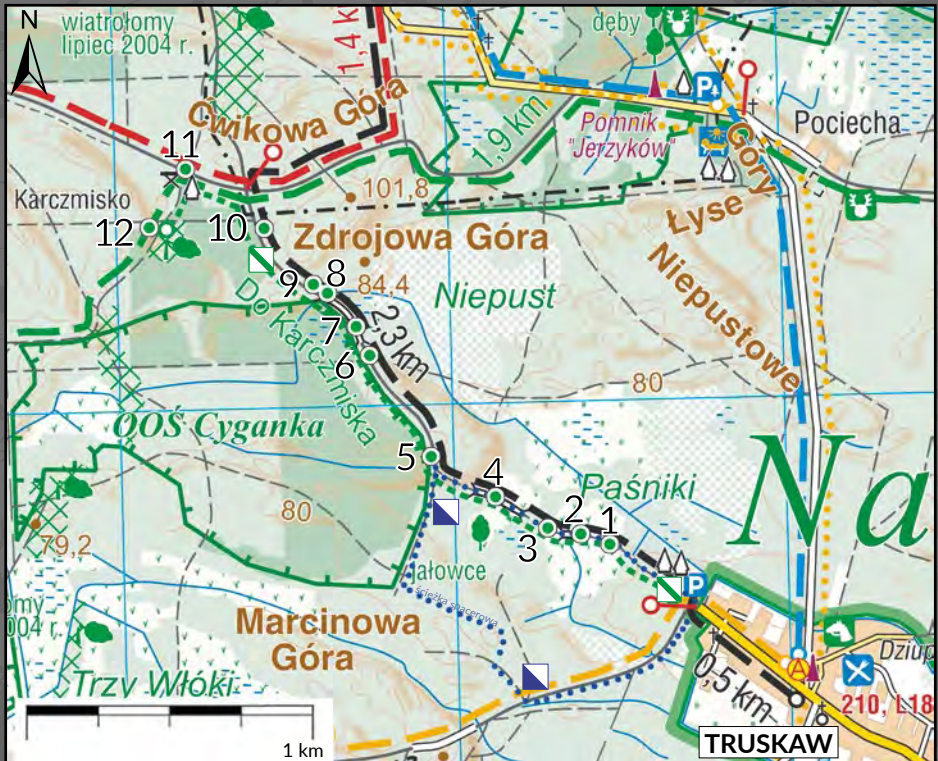 N
wiatrołomy
lipiec 2004 r.
1,4 k
dęby
P
Ćwikowa Góra
1,9 km
Pomnik
"Jerzyków"
Pociecha
11
Karczmisko
101,8
Góry
Łyse
12
10
Zdrojowa Góra
Niepustowe
9
8
84,4
Niepust
Do Karczmiska
7
2,3 km
6
80
OOŚ Cyganka
5
Na
4
Paśniki
80
3
2
1
79,2
jałowce
ścieżka spacerowa
P
omy
004 r.
Marcinowa
Góra
Dziup
Trzy Włóki
0,5 km
A
210, L18
1 km
TRUSKAW